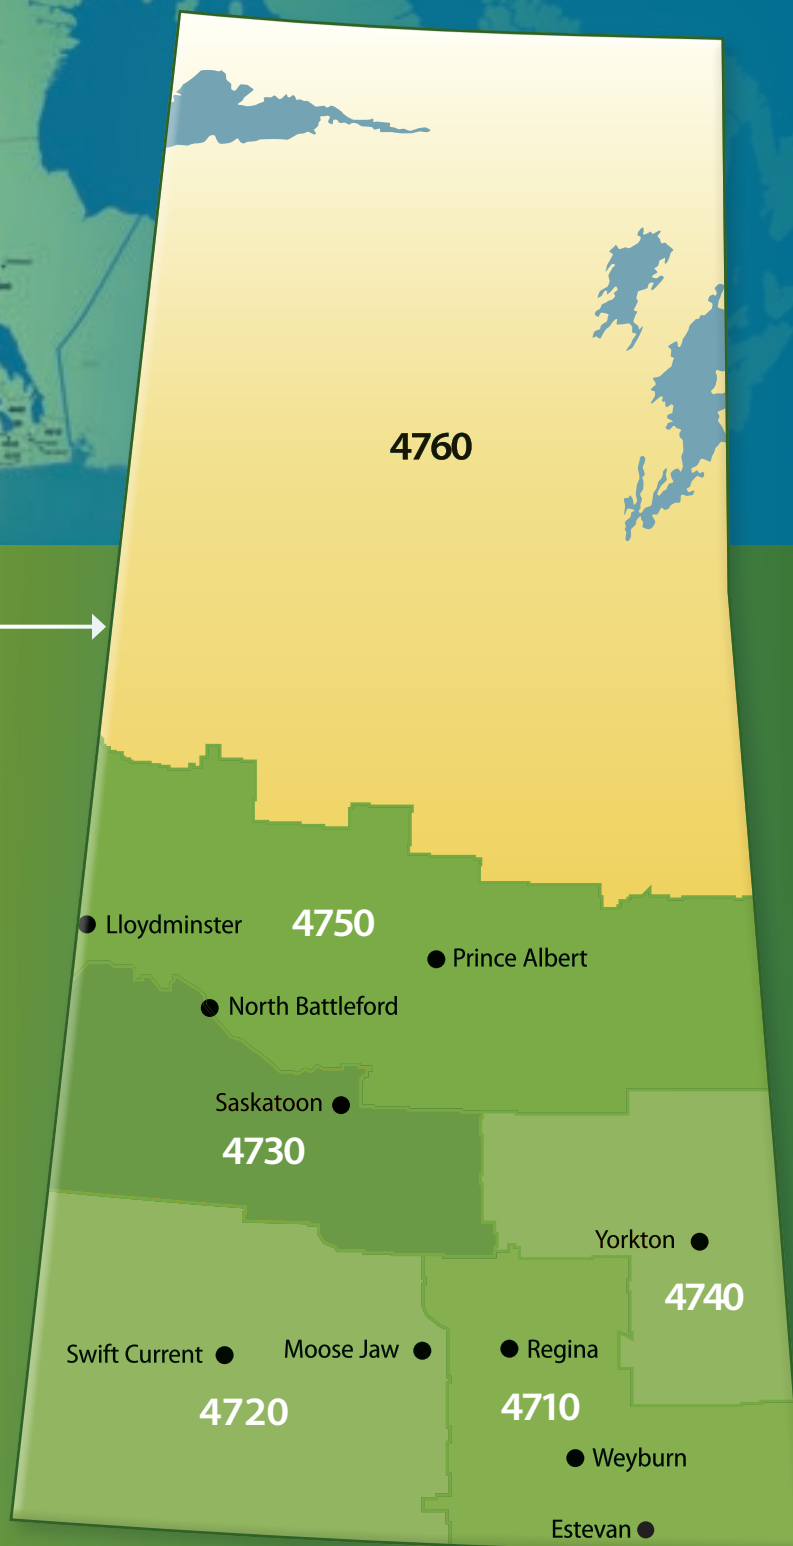 4760
Lloydminster
4750
Prince Albert
North Battleford
Saskatoon
4730
Yorkton
4740
Swift Current
Moose Jaw
Regina
4720
4710
Weyburn
Estevan